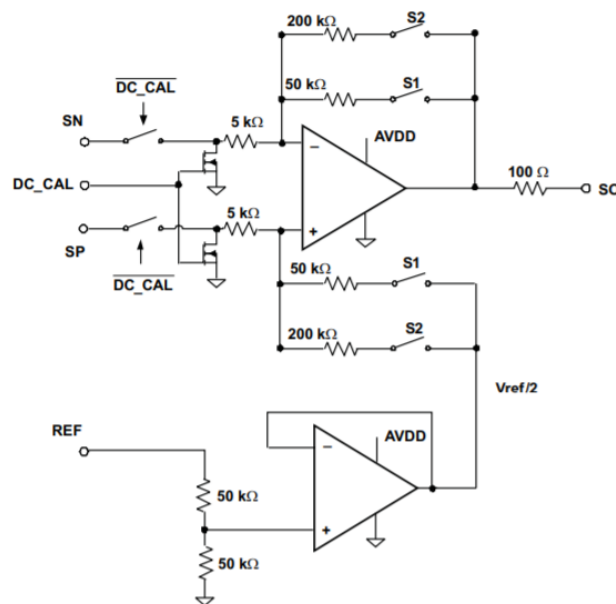 200 kΩ
S2
DC_CAL
50 kΩ
S1
SN
5 kΩ
AVDD
−
100 Ω
SO
DC_CAL
5 kΩ
+
SP
50 kΩ
S1
DC_CAL
200 kΩ
S2
Vref/2
REF
AVDD
−
50 kΩ
+
50 kΩ